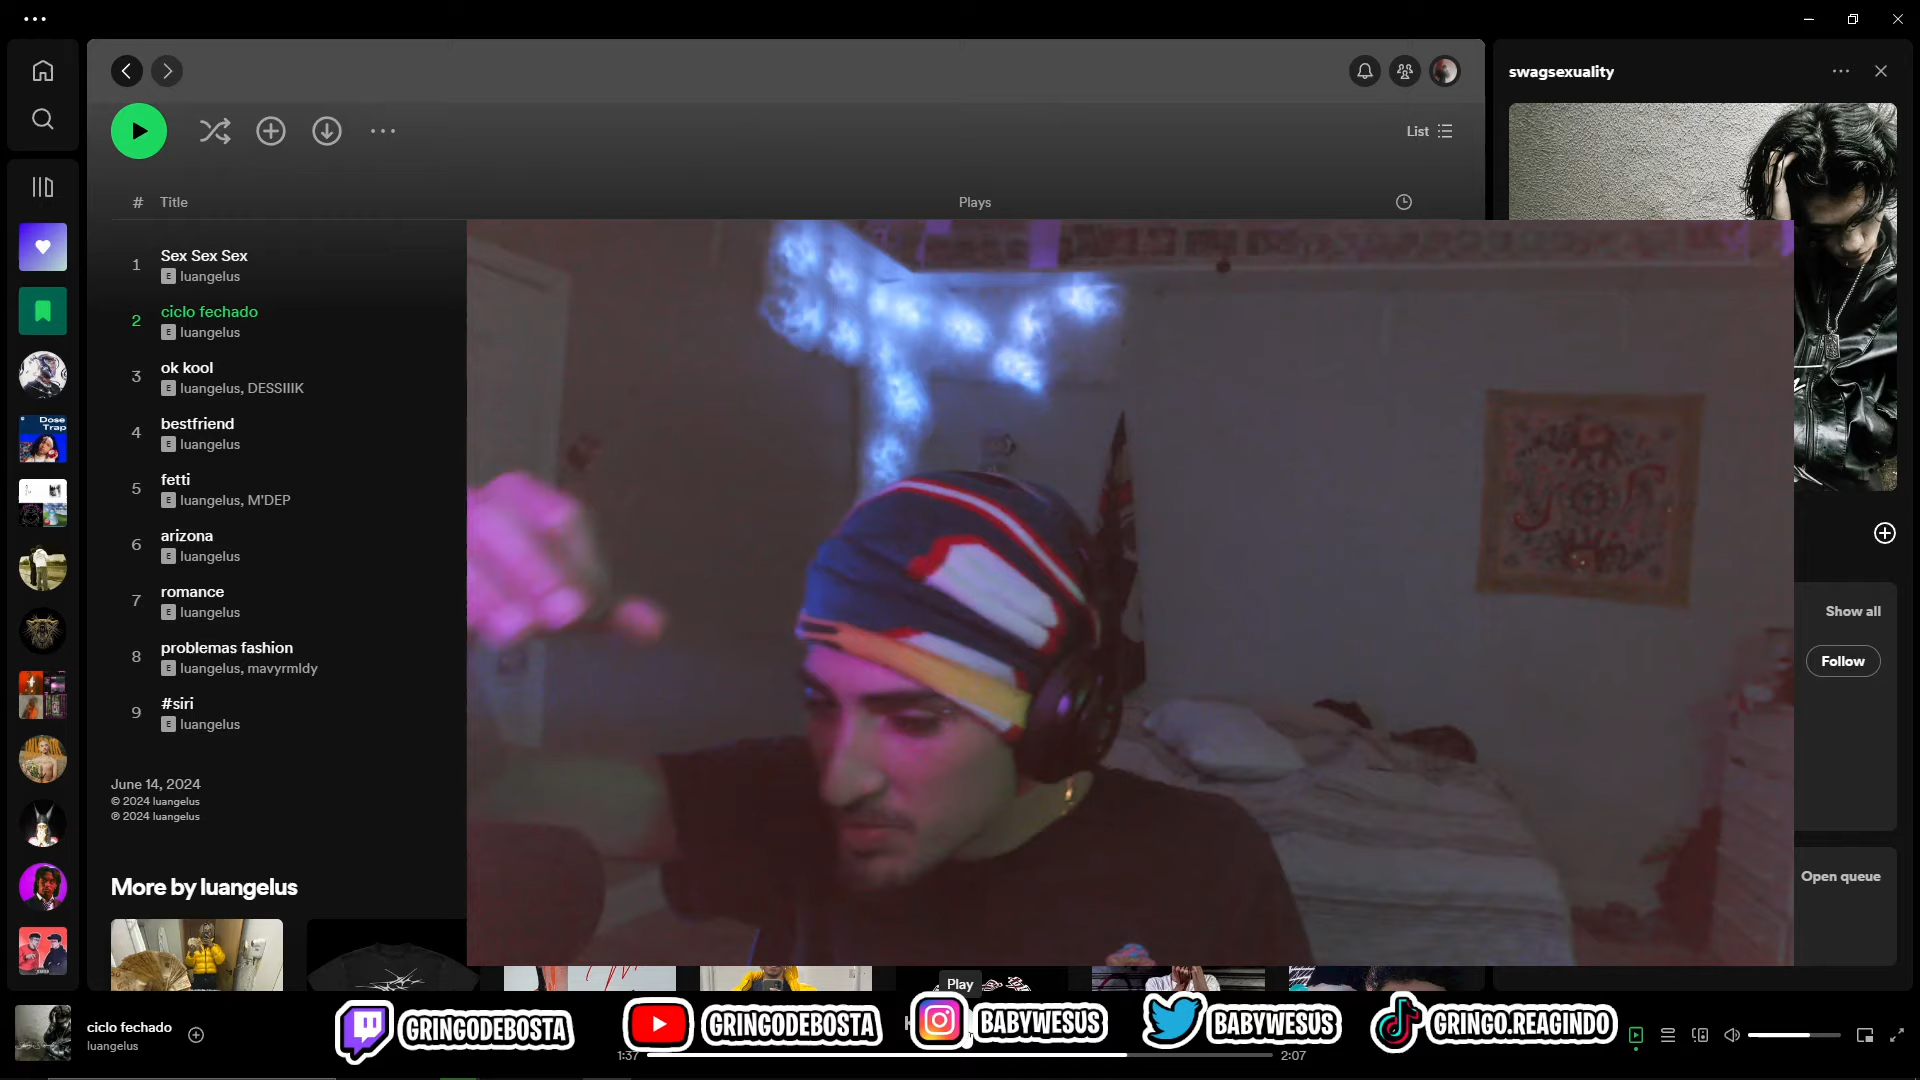 swagsexuality
List
# Title Plays
1 Sex Sex Sex
E luangelus
2 ciclo fechado
E luangelus
3 ok kool
E luangelus, DESSIIIK
4 bestfriend
E luangelus
5 fetti
E luangelus, M'DEP
6 arizona
E luangelus
7 romance
E luangelus
8 problemas fashion
E luangelus, mavyrmldy
9 #siri
E luangelus
June 14, 2024
© 2024 luangelus
℗ 2024 luangelus
More by luangelus
Dose
Trap
Show all
Follow
Open queue
Play
ciclo fechado
luangelus
GRINGODEBOSTA
GRINGODEBOSTA
BABYWESUS
BABYWESUS
GRINGO.REAGINDO
1:37
2:07